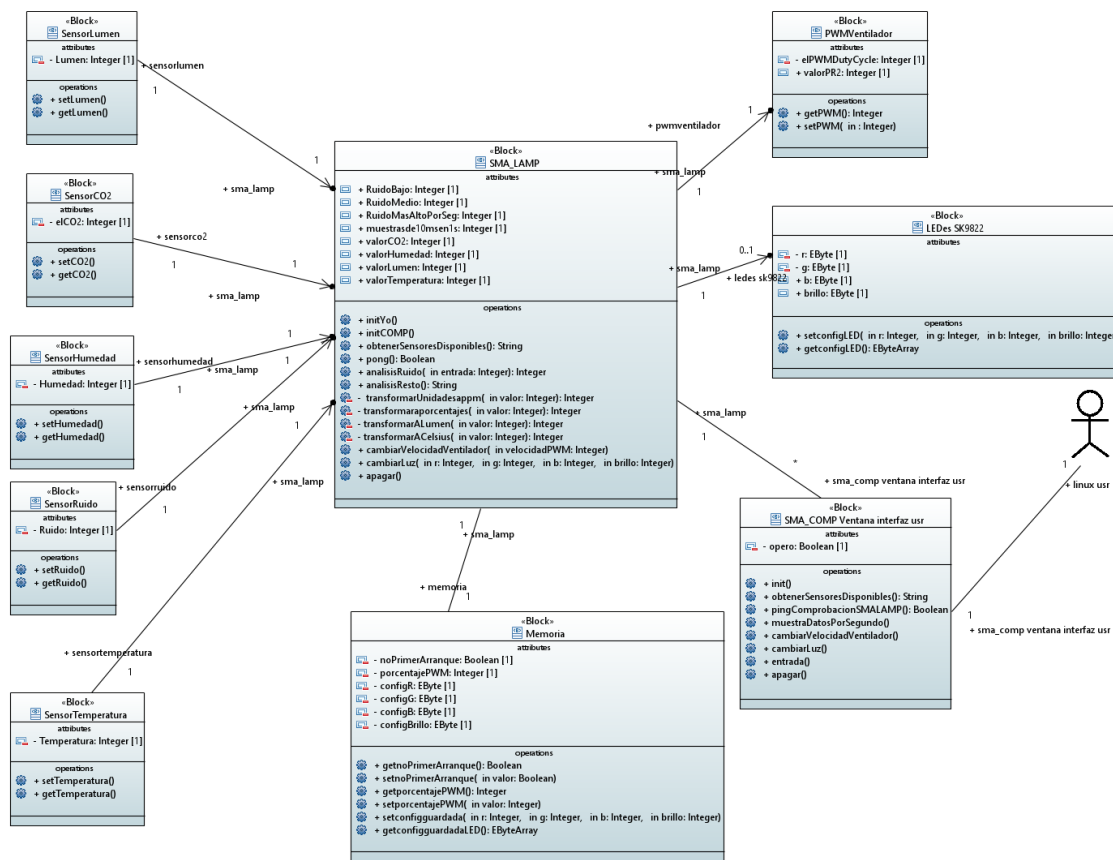 «Block»
SensorLumen
attributes
- Lumen: Integer [1]
operations
+ setLumen()
+ getLumen()
+ sensorlumen
1
1
+ sma_lamp
«Block»
SensorCO2
attributes
- elCO2: Integer [1]
operations
+ setCO2()
+ getCO2()
+ sensorco2
1
1
+ sma_lamp
«Block»
SensorHumedad
attributes
- Humedad: Integer [1]
operations
+ setHumedad()
+ getHumedad()
+ sensorhumedad
1
1
+ sma_lamp
«Block»
SensorRuido
attributes
- Ruido: Integer [1]
operations
+ setRuido()
+ getRuido()
+ sensorruido
1
1
+ sma_lamp
«Block»
SensorTemperatura
attributes
- Temperatura: Integer [1]
operations
+ setTemperatura()
+ getTemperatura()
+ sensortemperatura
1
1
+ sma_lamp
«Block»
SMA_LAMP
attributes
+ RuidoBajo: Integer [1]
+ RuidoMedio: Integer [1]
+ RuidoMasAltoPorSeg: Integer [1]
+ muestrasde10msen1s: Integer [1]
+ valorCO2: Integer [1]
+ valorHumedad: Integer [1]
+ valorLumen: Integer [1]
+ valorTemperatura: Integer [1]
operations
+ initYo()
+ initCOMP()
+ obtenerSensoresDisponibles(): String
+ pong(): Boolean
+ analisisRuido( in entrada: Integer): Integer
+ analisisResto(): String
- transformarUnidadesappm( in valor: Integer): Integer
- transformaraporcentajes( in valor: Integer): Integer
- transformarALumen( in valor: Integer): Integer
- transformarACelsius( in valor: Integer): Integer
+ cambiarVelocidadVentilador( in velocidadPWM: Integer)
+ cambiarLuz( in r: Integer, in g: Integer, in b: Integer, in brillo: Integer)
+ apagar()
1
+ sma_lamp
+ memoria
1
«Block»
Memoria
attributes
- noPrimerArranque: Boolean [1]
- porcentajePWM: Integer [1]
- configR: EByte [1]
- configG: EByte [1]
- configB: EByte [1]
- configBrillo: EByte [1]
operations
+ getnoPrimerArranque(): Boolean
+ setnoPrimerArranque( in valor: Boolean)
+ getporcentajePWM(): Integer
+ setporcentajePWM( in valor: Integer)
+ setconfigguardada( in r: Integer, in g: Integer, in b: Integer, in brillo: Integer)
+ getconfigguardadaLED(): EByteArray
«Block»
PWMVentilador
attributes
- elPWMDutyCycle: Integer [1]
+ valorPR2: Integer [1]
operations
+ getPWM(): Integer
+ setPWM( in : Integer)
1
+ pwmventilador
+ sma_lamp
1
«Block»
LEDes SK9822
attributes
- r: EByte [1]
- g: EByte [1]
+ b: EByte [1]
+ brillo: EByte [1]
operations
+ setconfigLED( in r: Integer, in g: Integer, in b: Integer, in brillo: Integer)
+ getconfigLED(): EByteArray
0..1
+ sma_lamp
+ ledes sk9822
1
+ sma_lamp
1
*
+ sma_comp ventana interfaz usr
«Block»
SMA_COMP Ventana interfaz usr
attributes
- opero: Boolean [1]
operations
+ init()
+ obtenerSensoresDisponibles(): String
+ pingComprobacionSMALAMP(): Boolean
+ muestraDatosPorSegundo()
+ cambiarVelocidadVentilador()
+ cambiarLuz()
+ entrada()
+ apagar()
1
+ linux usr
1
+ sma_comp ventana interfaz usr